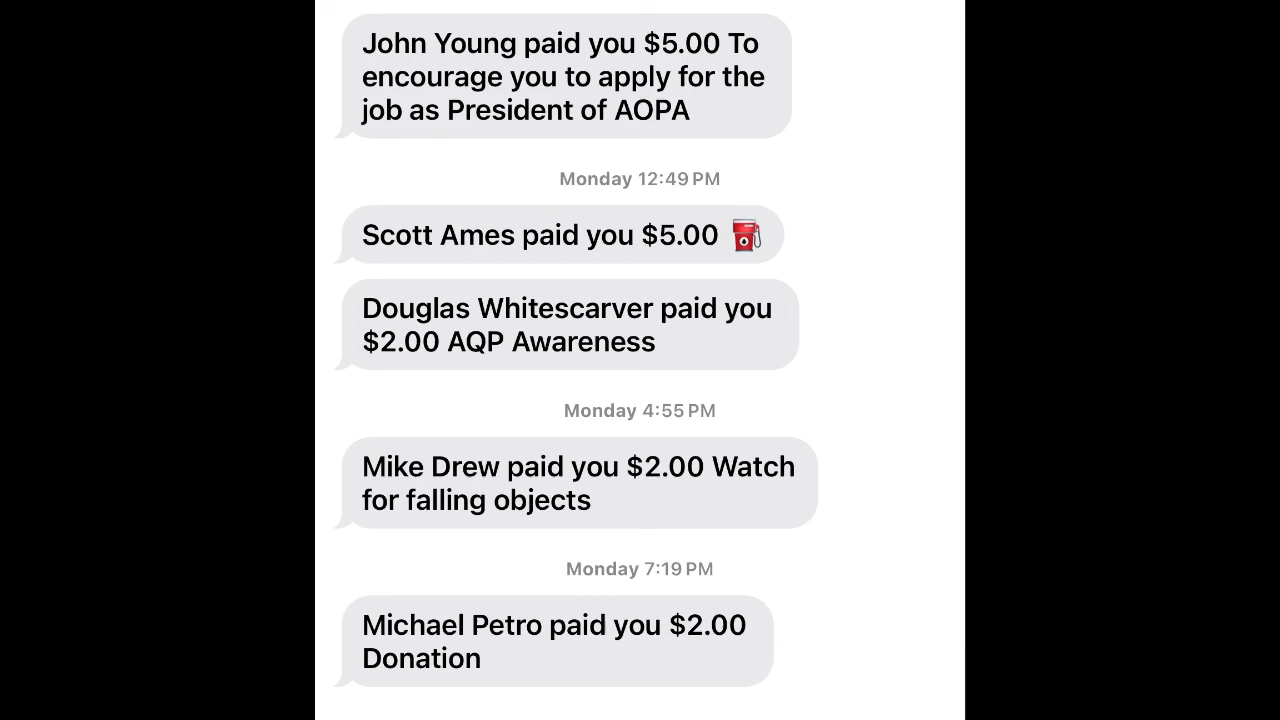 John Young paid you $5.00 To
encourage you to apply for the
job as President of AOPA
Monday 12:49 PM
Scott Ames paid you $5.00 ⛽
Douglas Whitescarver paid you
$2.00 AQP Awareness
Monday 4:55 PM
Mike Drew paid you $2.00 Watch
for falling objects
Monday 7:19 PM
Michael Petro paid you $2.00
Donation